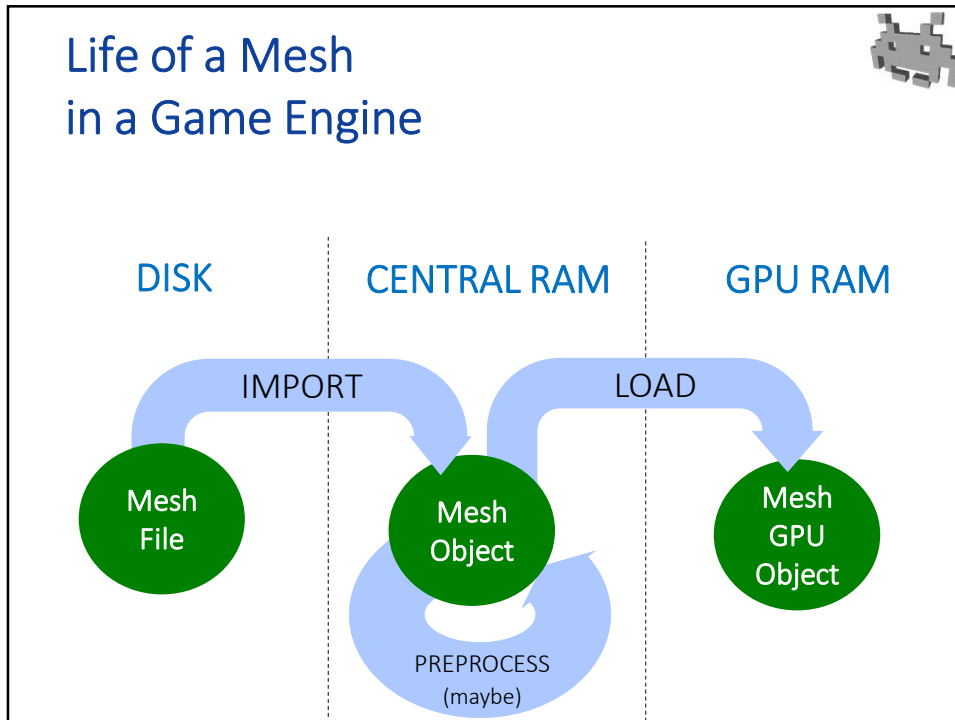 Life of a Mesh
in a Game Engine
DISK
CENTRAL RAM
GPU RAM
IMPORT
LOAD
Mesh
File
Mesh
Object
Mesh
GPU
Object
PREPROCESS
(maybe)